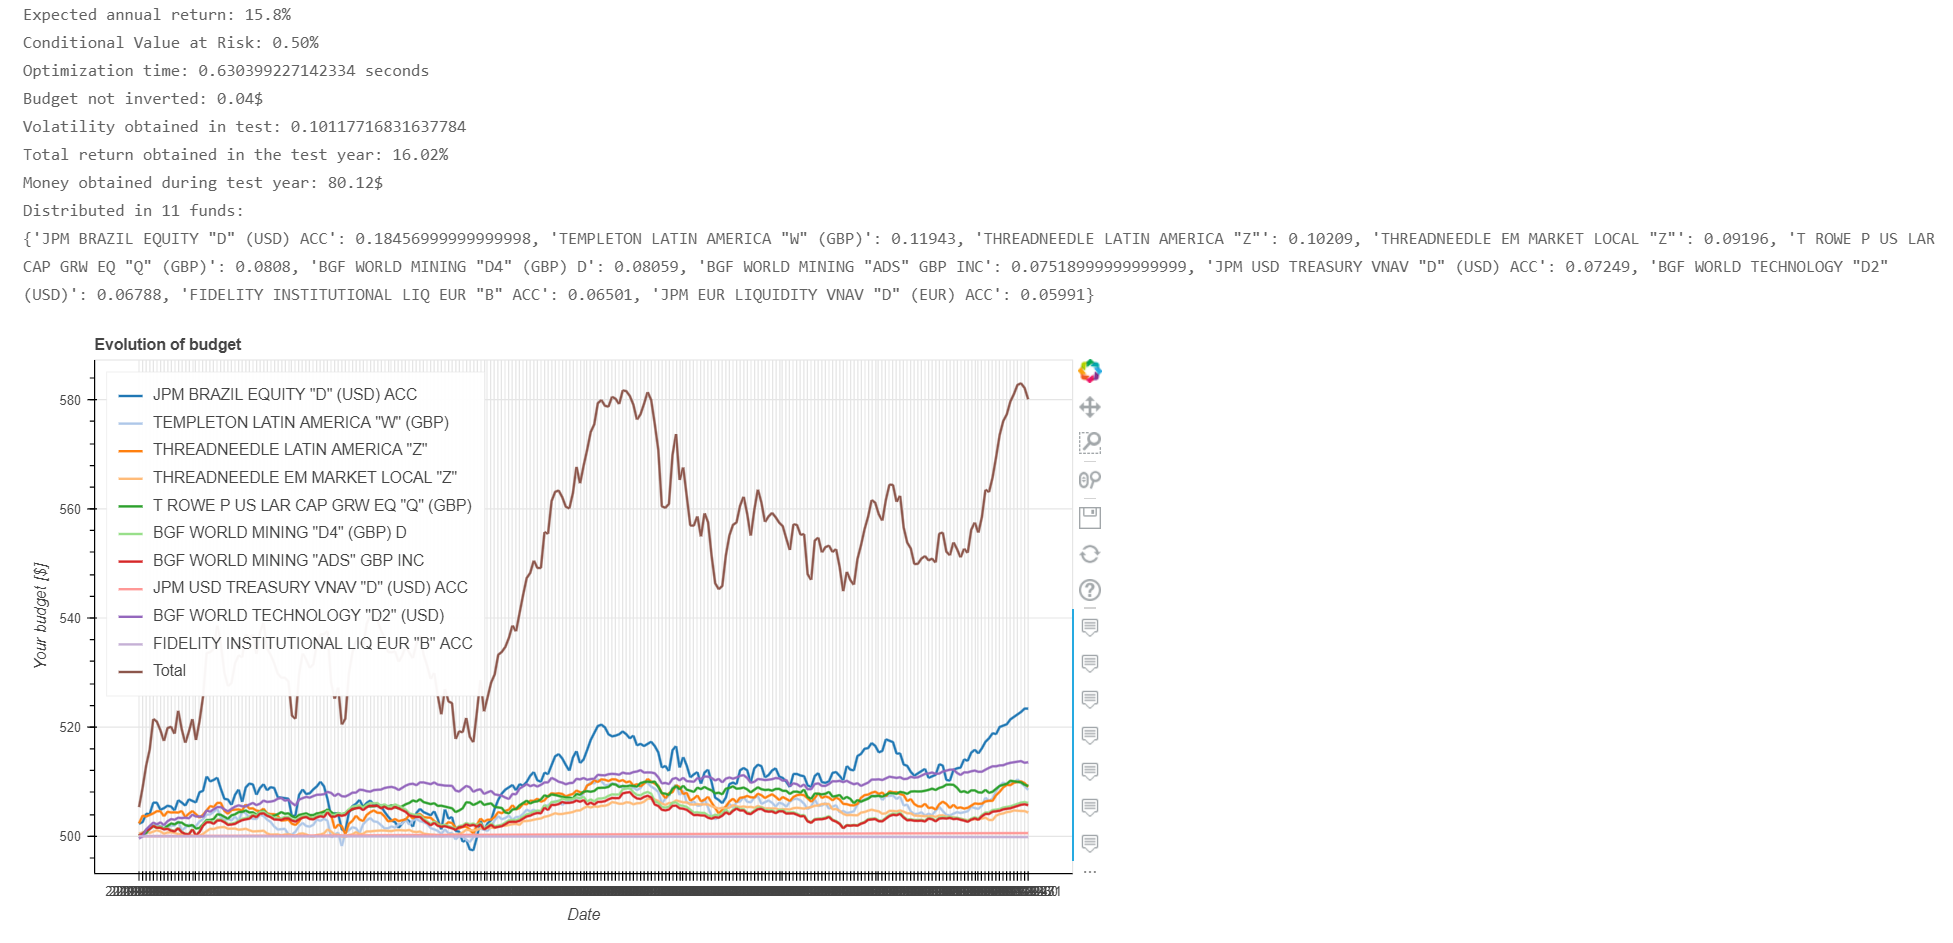 Expected annual return: 15.8%
Conditional Value at Risk: 0.50%
Optimization time: 0.630399227142334 seconds
Budget not inverted: 0.04$
Volatility obtained in test: 0.10117716831637784
Total return obtained in the test year: 16.02%
Money obtained during test year: 80.12$
Distributed in 11 funds:
{'JPM BRAZIL EQUITY "D" (USD) ACC': 0.18456999999999998, 'TEMPLETON LATIN AMERICA "W" (GBP)': 0.11943, 'THREADNEEDLE LATIN AMERICA "Z"': 0.10209, 'THREADNEEDLE EM MARKET LOCAL "Z"': 0.09196, 'T ROWE P US LAR
CAP GRW EQ "Q" (GBP)': 0.0808, 'BGF WORLD MINING "D4" (GBP) D': 0.08059, 'BGF WORLD MINING "ADS" GBP INC': 0.07518999999999999, 'JPM USD TREASURY VNAV "D" (USD) ACC': 0.07249, 'BGF WORLD TECHNOLOGY "D2"
(USD)': 0.06788, 'FIDELITY INSTITUTIONAL LIQ EUR "B" ACC': 0.06501, 'JPM EUR LIQUIDITY VNAV "D" (EUR) ACC': 0.05991}
Evolution of budget
JPM BRAZIL EQUITY "D" (USD) ACC
TEMPLETON LATIN AMERICA "W" (GBP)
THREADNEEDLE LATIN AMERICA "Z"
THREADNEEDLE EM MARKET LOCAL "Z"
T ROWE P US LAR CAP GRW EQ "Q" (GBP)
BGF WORLD MINING "D4" (GBP) D
BGF WORLD MINING "ADS" GBP INC
JPM USD TREASURY VNAV "D" (USD) ACC
BGF WORLD TECHNOLOGY "D2" (USD)
FIDELITY INSTITUTIONAL LIQ EUR "B" ACC
Total
580
560
540
520
500
Your budget [$]
Date